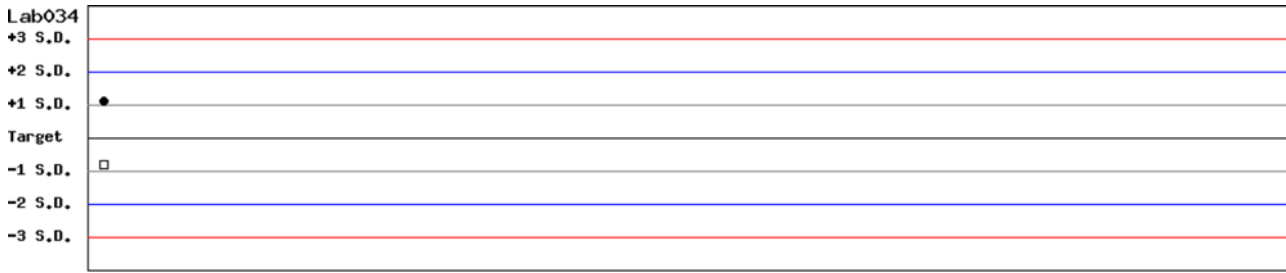 Lab034
+3 S.D.
+2 S.D.
+1 S.D.
Target
-1 S.D.
-2 S.D.
-3 S.D.